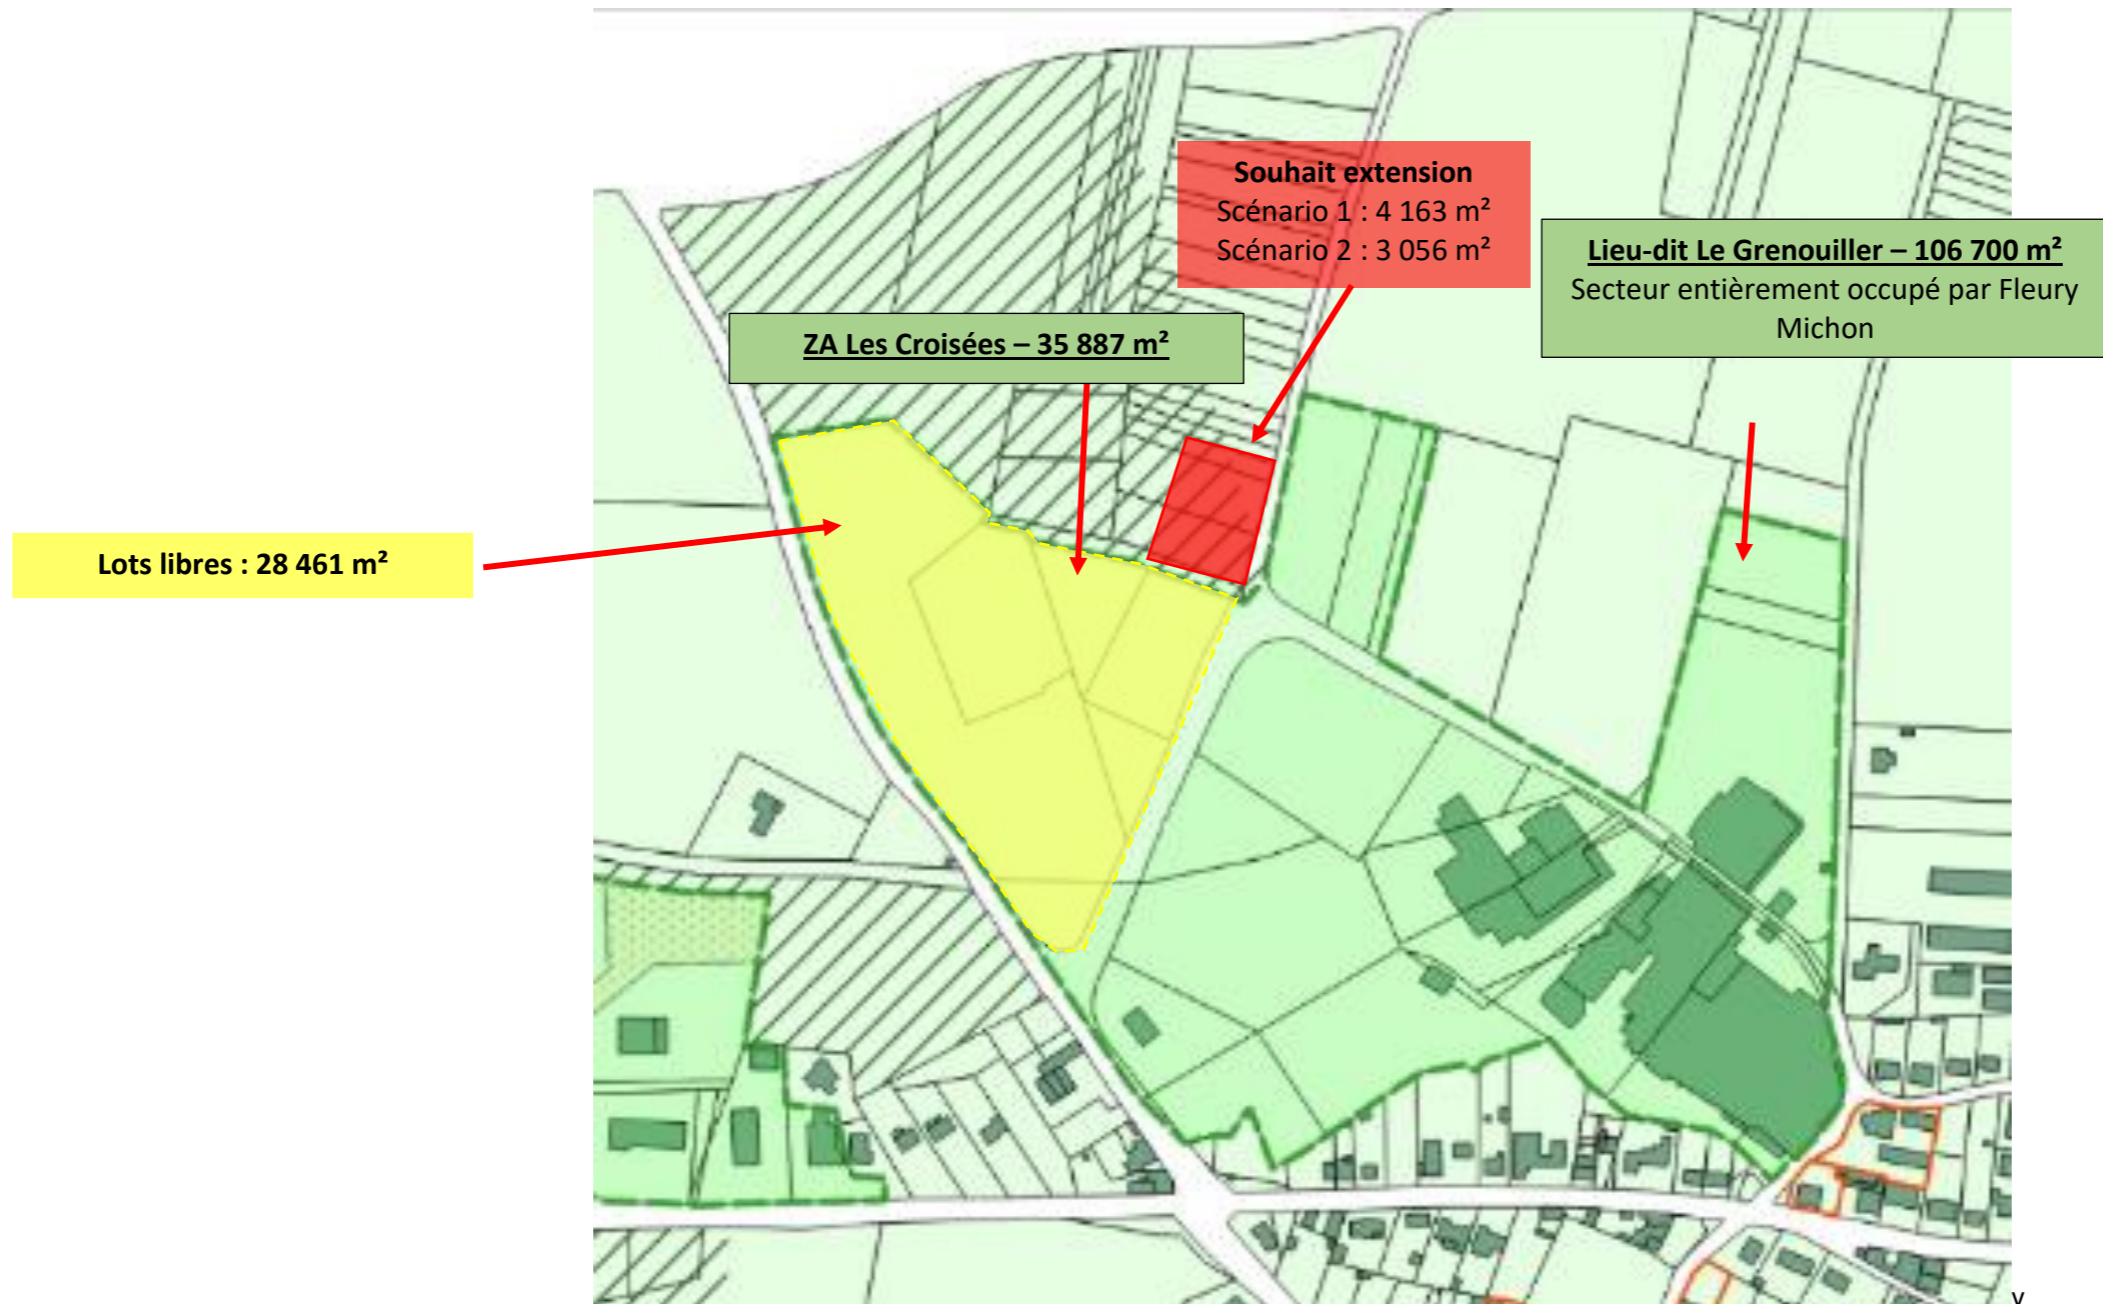 Souhait extension
Scénario 1 : 4 163 m²
Scénario 2 : 3 056 m²
Lieu-dit Le Grenouiller – 106 700 m²
Secteur entièrement occupé par Fleury
Michon
ZA Les Croisées – 35 887 m²
Lots libres : 28 461 m²
v